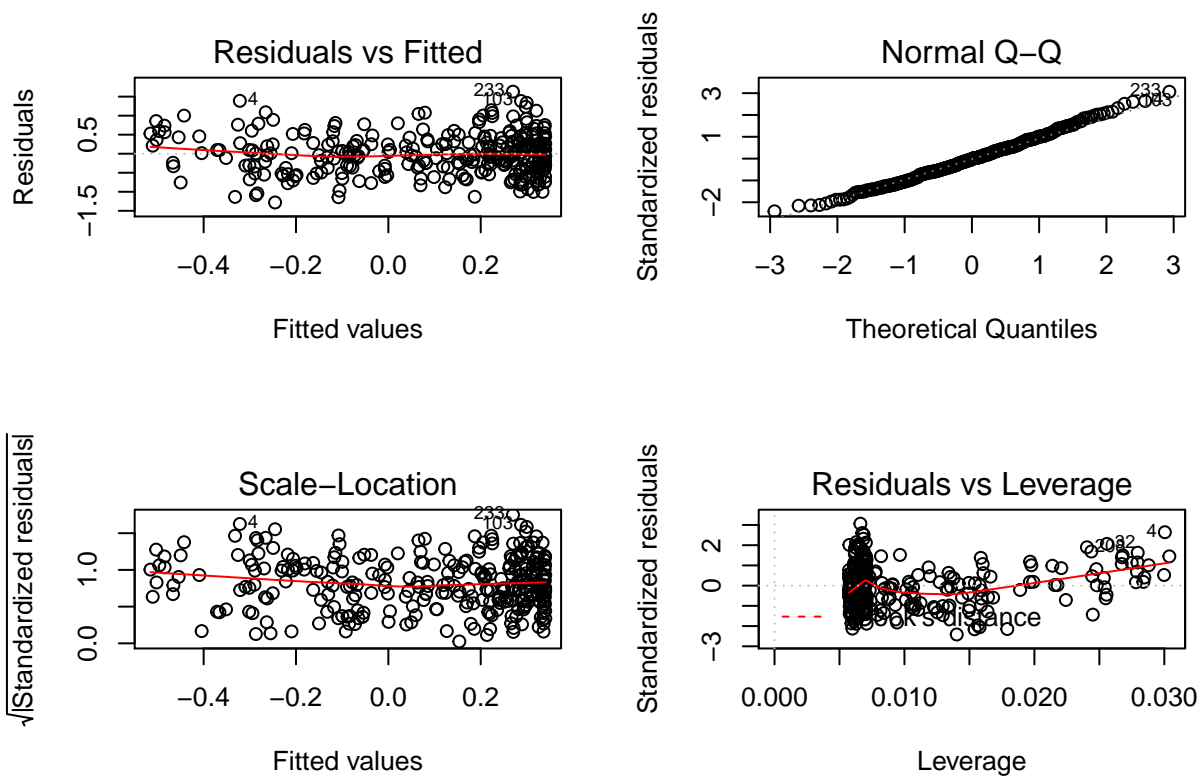 Residuals vs Fitted
Residuals
0.5
−1.5
4
233
103
−0.4
−0.2
0.0
0.2
Fitted values
Normal Q−Q
Standardized residuals
3
1
−2
233
−3
−2
−1
0
1
2
3
Theoretical Quantiles
Scale−Location
√|Standardized residuals|
1.0
0.0
4
233
103
−0.4
−0.2
0.0
0.2
Fitted values
Residuals vs Leverage
Standardized residuals
2
0
−3
4
Cook's distance
0.000
0.010
0.020
0.030
Leverage